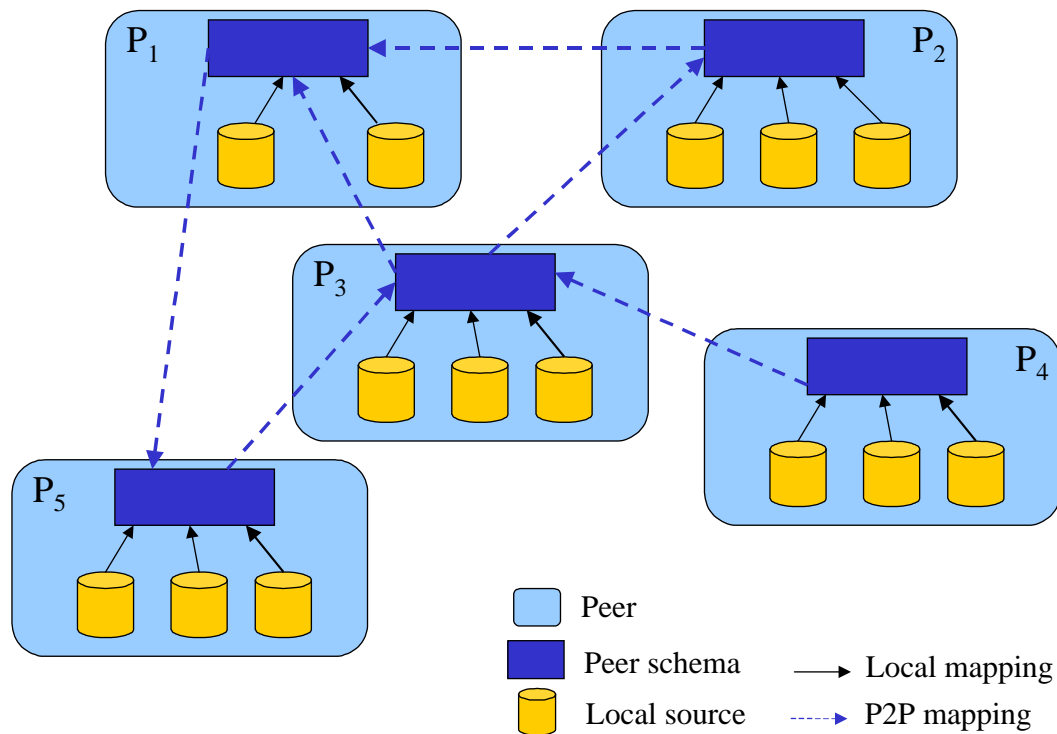 P1
P2
P3
P4
P5
Peer
Peer schema
Local mapping
Local source
P2P mapping